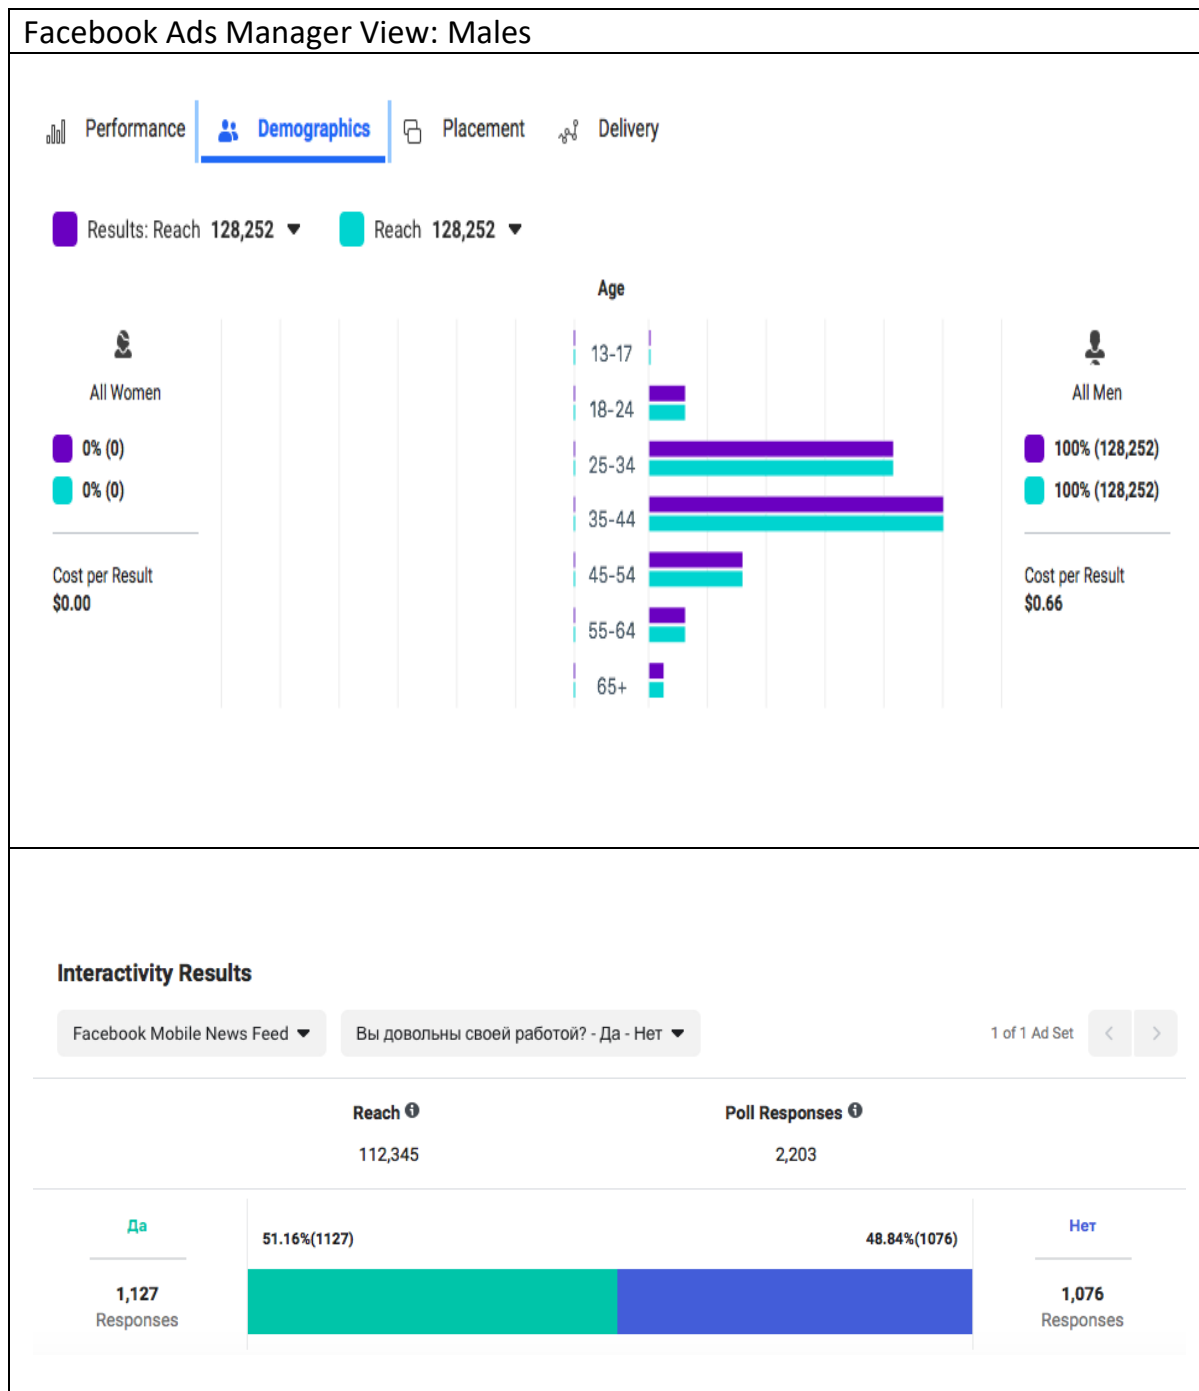 Facebook Ads Manager View: Males
Performance Demographics Placement Delivery
Results: Reach 128,252 Reach 128,252
Age
All Women
0% (0)
0% (0)
Cost per Result
$0.00
13-17
18-24
25-34
35-44
45-54
55-64
65+
All Men
100% (128,252)
100% (128,252)
Cost per Result
$0.66
Interactivity Results
Facebook Mobile News Feed Вы довольны своей работой? - Да - Нет 1 of 1 Ad Set
Reach Poll Responses
112,345 2,203
Да
1,127
Responses
51.16%(1127) 48.84%(1076)
Нет
1,076
Responses